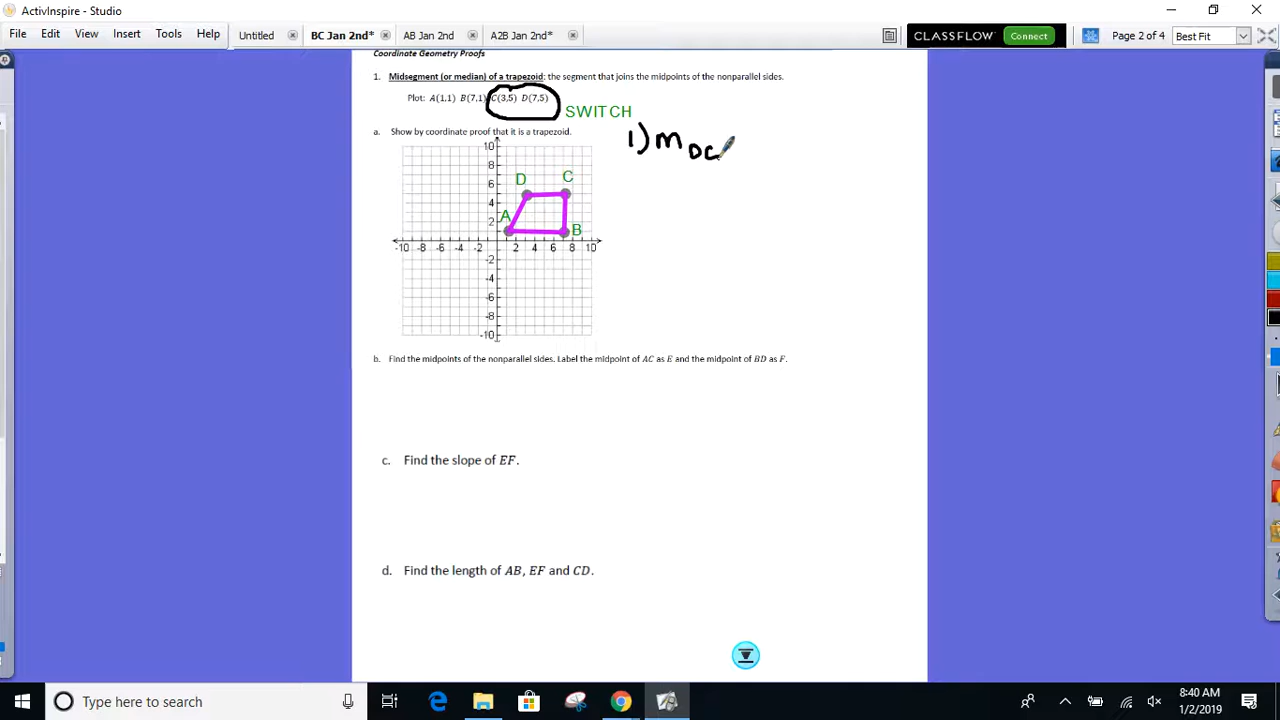 ActivInspire - Studio
File Edit View Insert Tools Help
Untitled BC Jan 2nd* AB Jan 2nd A2B Jan 2nd*
CLASSFLOW Connect Page 2 of 4 Best Fit
Coordinate Geometry Proofs
1. Midsegment (or median) of a trapezoid: the segment that joins the midpoints of the nonparallel sides.
Plot: A(1,1) B(7,1) C(3,5) D(7,5)
SWITCH
a. Show by coordinate proof that it is a trapezoid.
1) m DC
10
8
6
4
2
-10 -8 -6 -4 -2 2 4 6 8 10
-2
-4
-6
-8
-10
D C
A B
b. Find the midpoints of the nonparallel sides. Label the midpoint of AC as E and the midpoint of BD as F.
c. Find the slope of EF.
d. Find the length of AB, EF and CD.
Type here to search
8:40 AM
1/2/2019